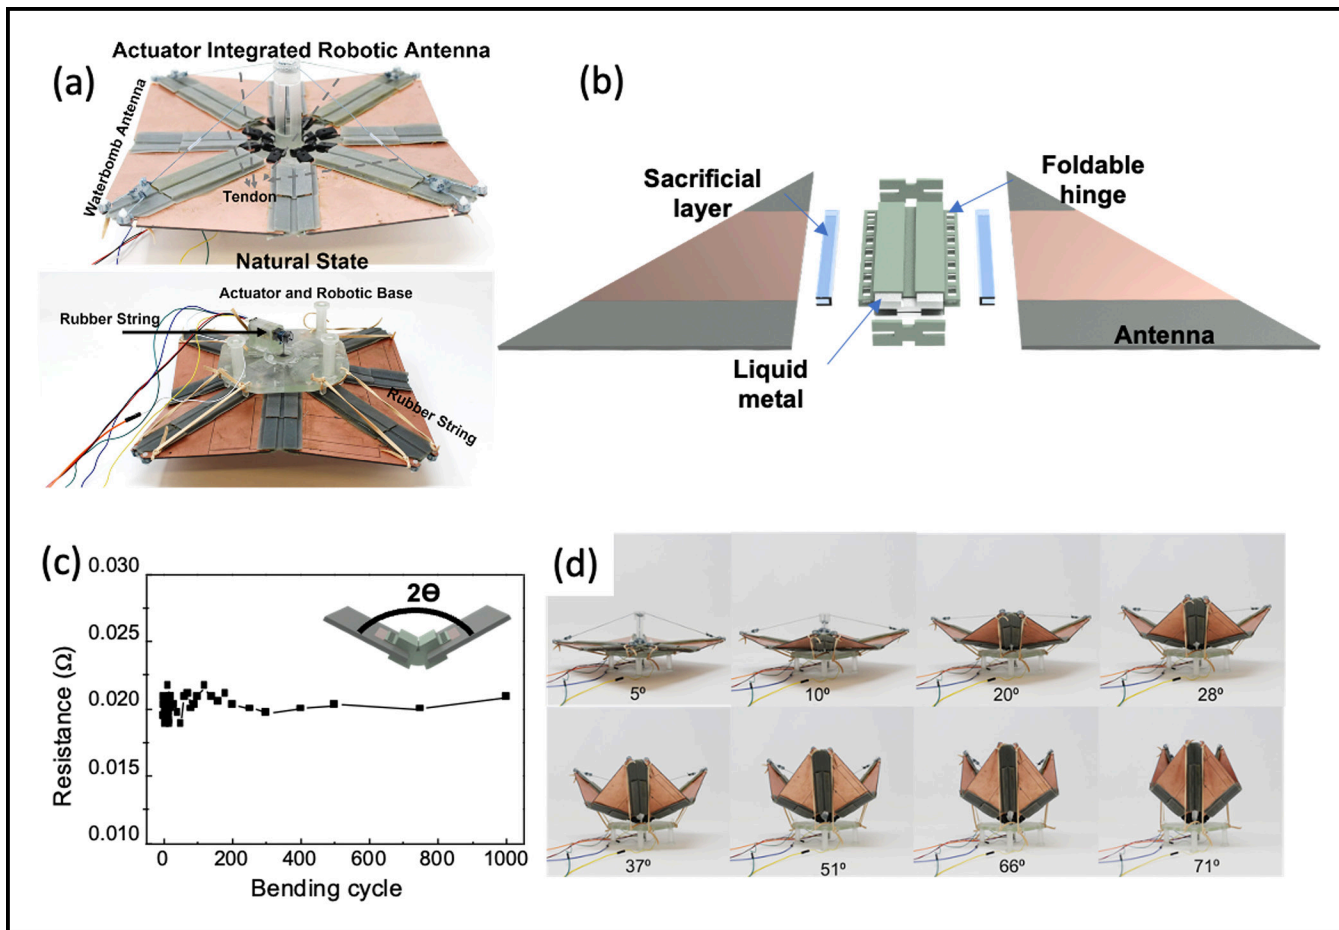 (a)
Actuator Integrated Robotic Antenna
Waterbomb Antenna
Tendon
Natural State
Actuator and Robotic Base
Rubber String
Rubber String
(b)
Sacrificial
layer
Foldable
hinge
Liquid
metal
Antenna
(c)
Resistance (Ω)
0.030
0.025
0.020
0.015
0.010
2Θ
0 200 400 600 800 1000
Bending cycle
(d)
5º 10º 20º 28º
37º 51º 66º 71º